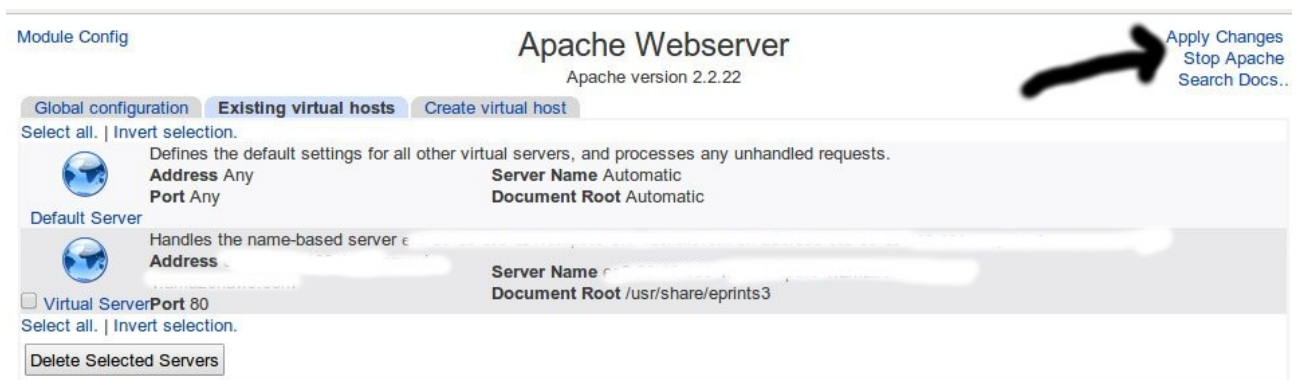 Module Config
Apache Webserver
Apply Changes
Apache version 2.2.22
Stop Apache
Search Docs..
Global configuration Existing virtual hosts Create virtual host
Select all. | Invert selection.
Defines the default settings for all other virtual servers, and processes any unhandled requests.
Address Any Server Name Automatic
Port Any Document Root Automatic
Default Server
Handles the name-based server
Address
Server Name
Document Root /usr/share/eprints3
Virtual Server Port 80
Select all. | Invert selection.
Delete Selected Servers